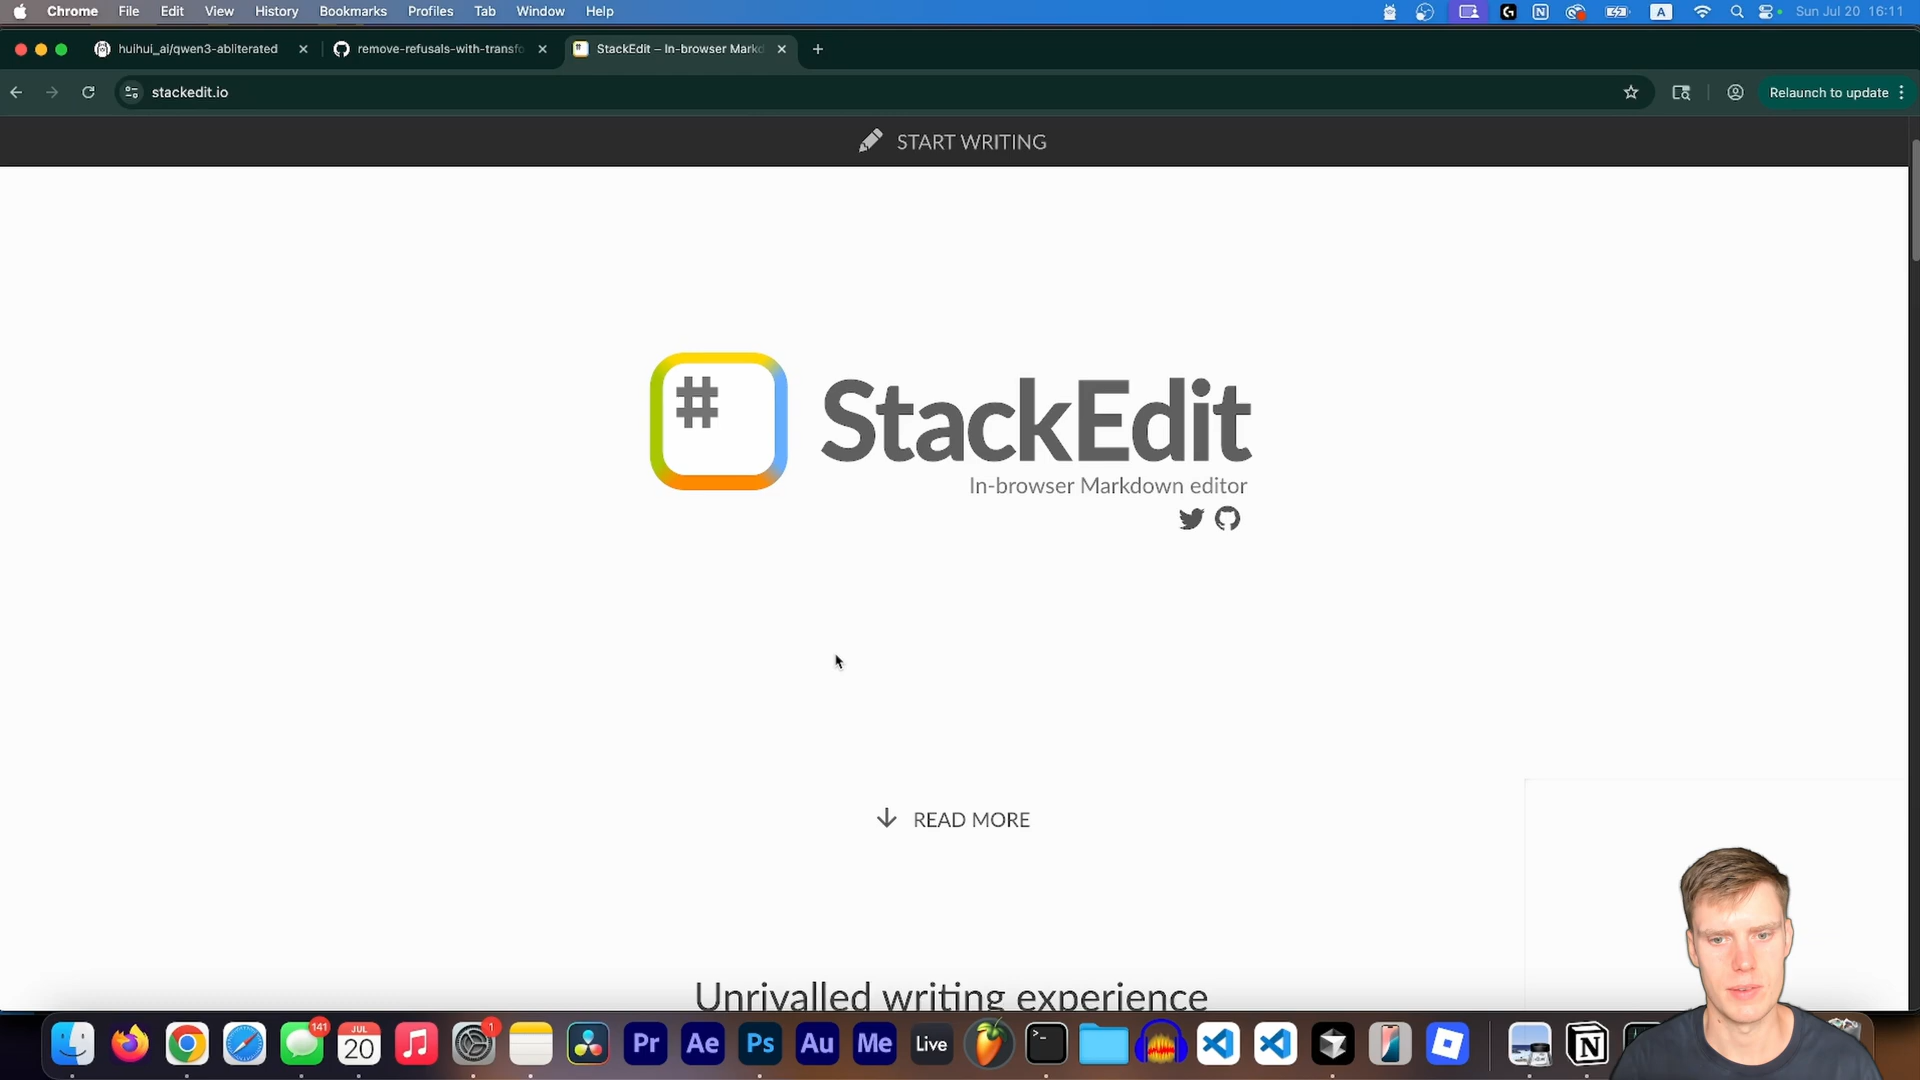 Chrome File Edit View History Bookmarks Profiles Tab Window Help A Sun Jul 20 16:11
huihui_ai/qwen3-abliterated remove-refusals-with-transfo StackEdit – In-browser Markd
stackedit.io Relaunch to update
START WRITING
# StackEdit
In-browser Markdown editor
READ MORE
Unrivalled writing experience
141 JUL 20 1 Pr Ae Ps Au Me Live